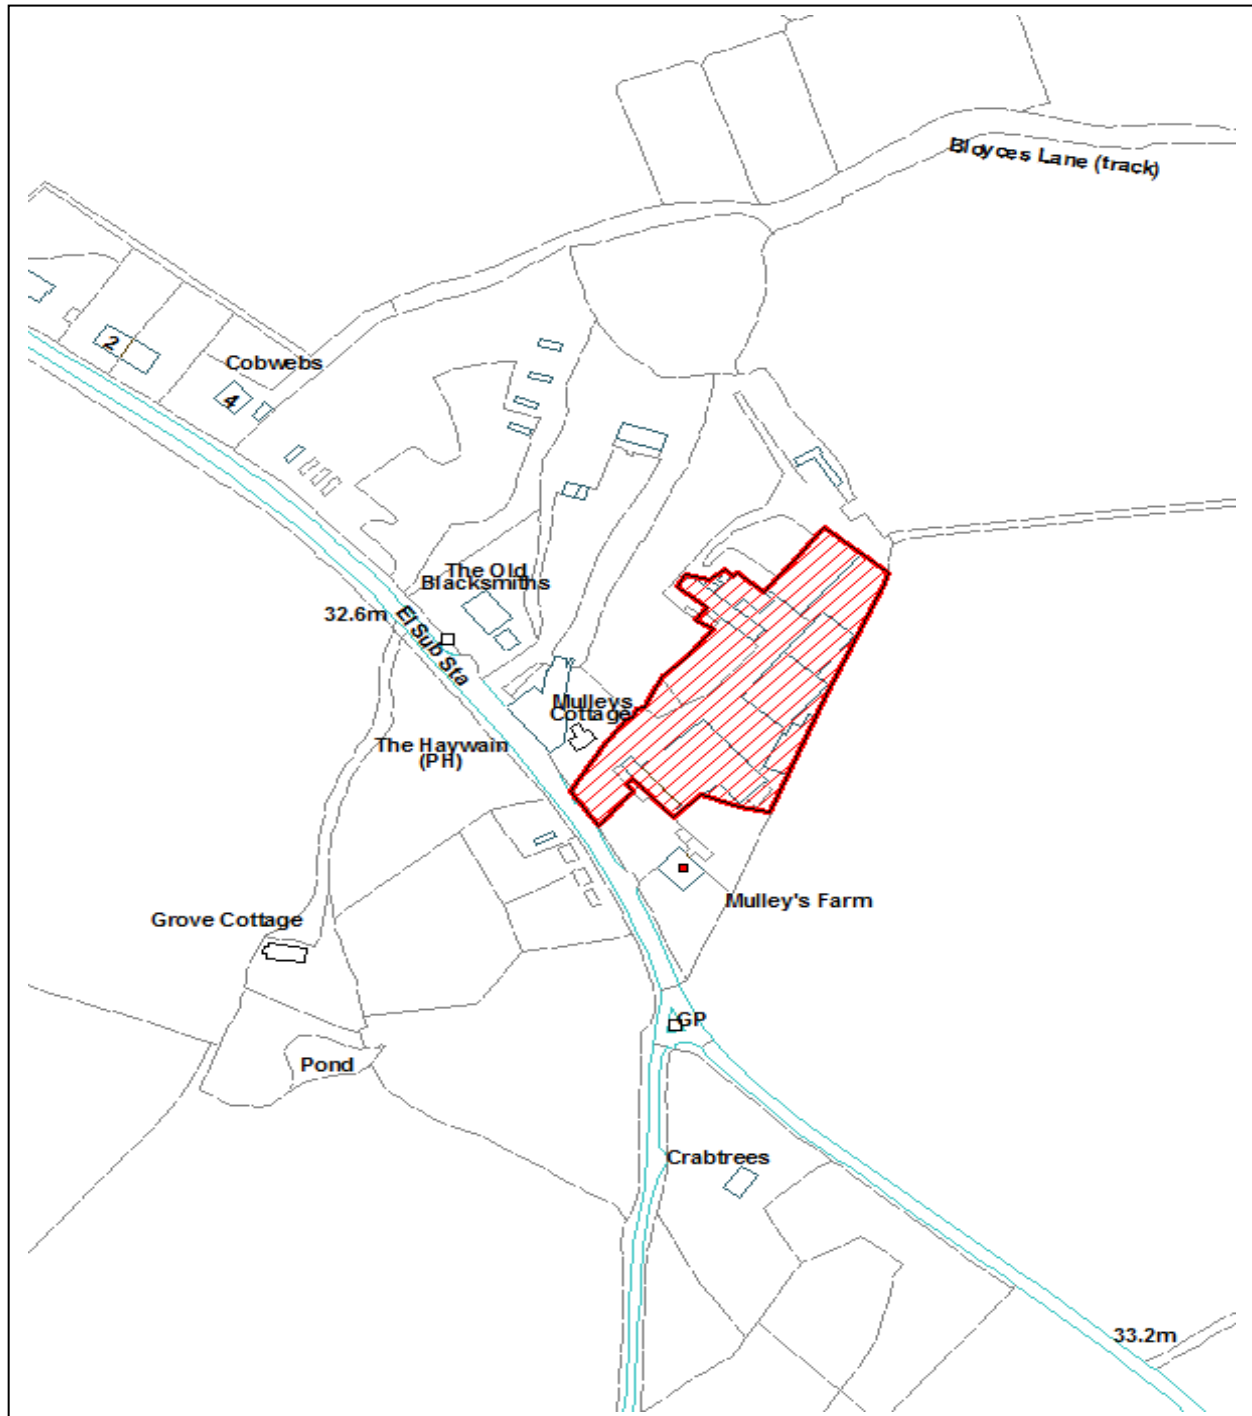 Bloyces Lane (track)
2
Cobwebs
4
The Old
Blacksmiths
32.6m
El Sub Sta
Mulleys
Cottage
The Haywain
(PH)
Mulley's Farm
Grove Cottage
GP
Pond
Crabtrees
33.2m